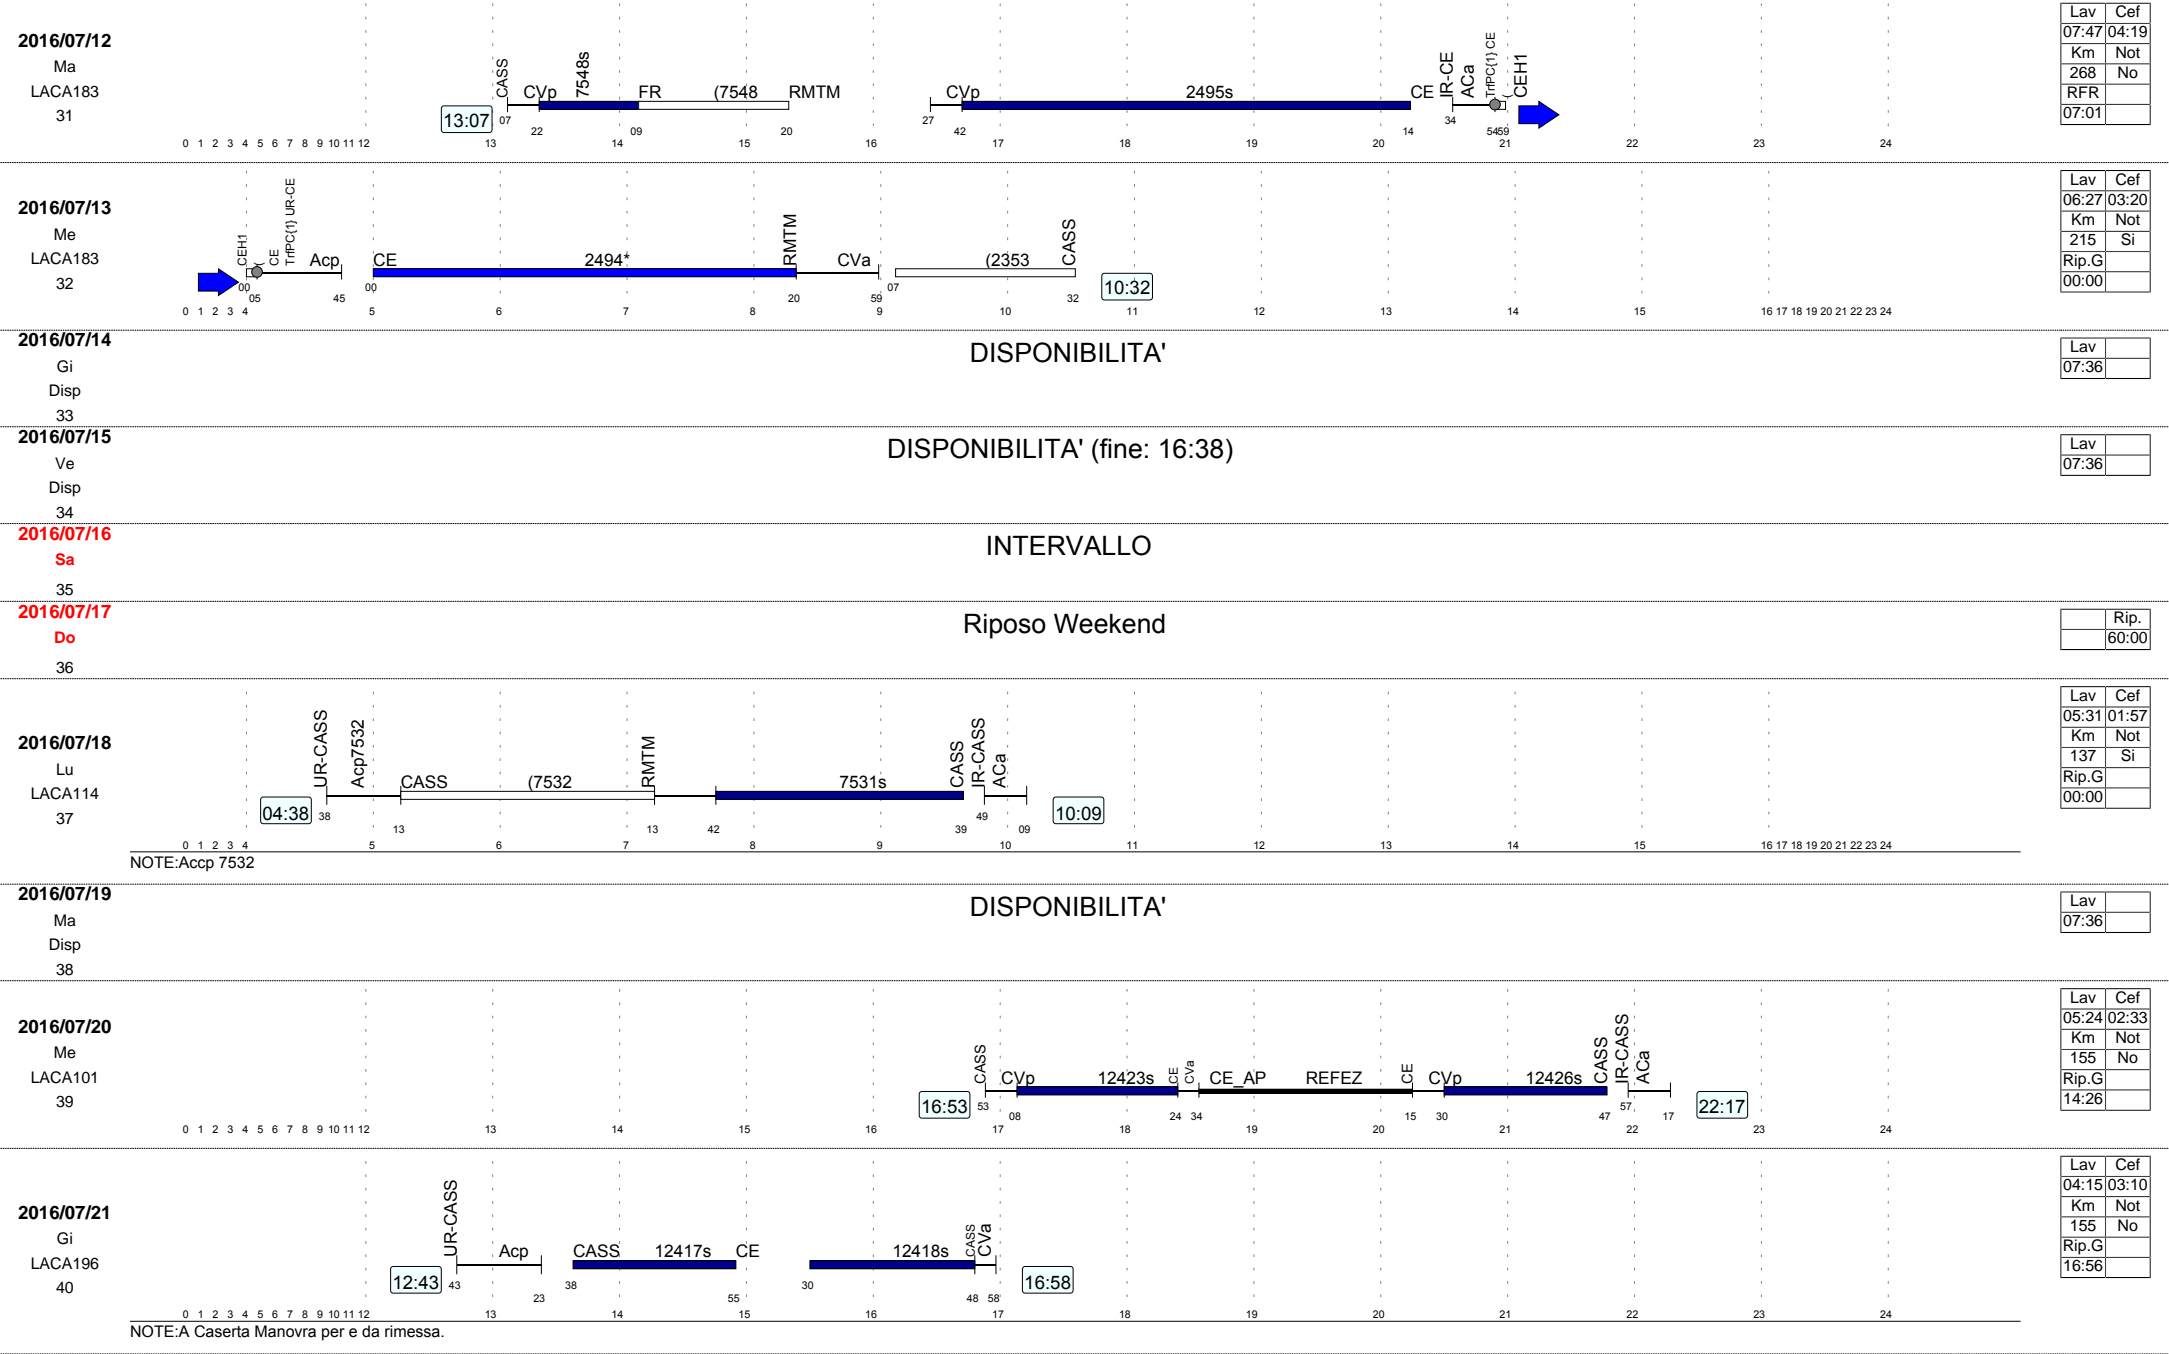 2016/07/12
Ma
LACA183
31
13:07
CASS CVp 7548s FR (7548 RMTM CVp 2495s CE IR-CE ACa TrfPC{1} CE ( CEH1
07 22 09 20 27 42 14 34 54 59
0 1 2 3 4 5 6 7 8 9 10 11 12 13 14 15 16 17 18 19 20 21 22 23 24
Lav Cef
07:47 04:19
Km Not
268 No
RFR
07:01
2016/07/13
Me
LACA183
32
CEH1 ( CE TrfPC{1} UR-CE Acp CE 2494* RMTM CVa (2353 CASS
10:32
00 05 45 00 20 59 07 32
0 1 2 3 4 5 6 7 8 9 10 11 12 13 14 15 16 17 18 19 20 21 22 23 24
Lav Cef
06:27 03:20
Km Not
215 Si
Rip.G
00:00
2016/07/14
Gi
Disp
33
DISPONIBILITA'
Lav
07:36
2016/07/15
Ve
Disp
34
DISPONIBILITA' (fine: 16:38)
Lav
07:36
2016/07/16
Sa
35
INTERVALLO
2016/07/17
Do
36
Riposo Weekend
Rip.
60:00
2016/07/18
Lu
LACA114
37
04:38
UR-CASS Acp7532 CASS (7532 RMTM 7531s CASS IR-CASS ACa
10:09
38 13 13 42 39 49 09
0 1 2 3 4 5 6 7 8 9 10 11 12 13 14 15 16 17 18 19 20 21 22 23 24
NOTE:Accp 7532
Lav Cef
05:31 01:57
Km Not
137 Si
Rip.G
00:00
2016/07/19
Ma
Disp
38
DISPONIBILITA'
Lav
07:36
2016/07/20
Me
LACA101
39
16:53
CASS CVp 12423s CE CVa CE_AP REFEZ CE CVp 12426s CASS IR-CASS ACa
22:17
53 08 24 34 15 30 47 57 17
0 1 2 3 4 5 6 7 8 9 10 11 12 13 14 15 16 17 18 19 20 21 22 23 24
Lav Cef
05:24 02:33
Km Not
155 No
Rip.G
14:26
2016/07/21
Gi
LACA196
40
12:43
UR-CASS Acp CASS 12417s CE 12418s CASS CVa
16:58
43 23 38 55 30 48 58
0 1 2 3 4 5 6 7 8 9 10 11 12 13 14 15 16 17 18 19 20 21 22 23 24
NOTE:A Caserta Manovra per e da rimessa.
Lav Cef
04:15 03:10
Km Not
155 No
Rip.G
16:56